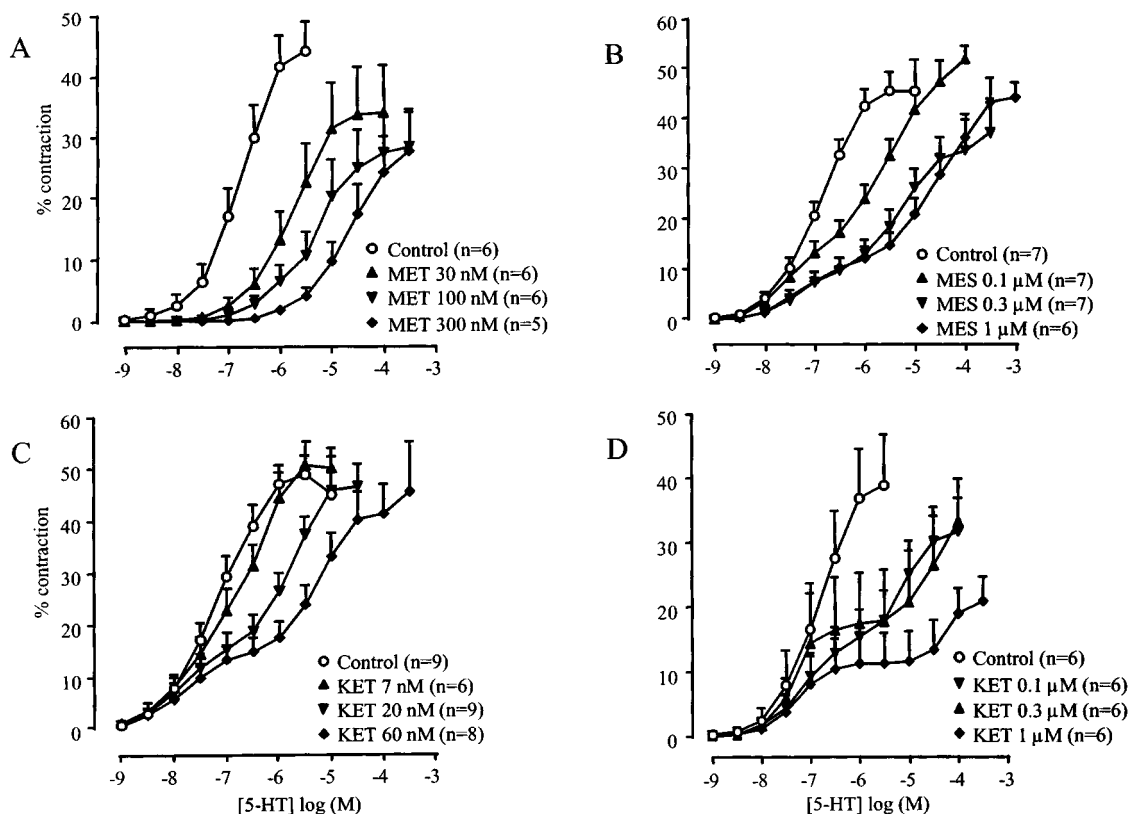 A
50
40
30
20
10
0
% contraction
Control (n=6)
MET 30 nM (n=6)
MET 100 nM (n=6)
MET 300 nM (n=5)
-9 -8 -7 -6 -5 -4 -3
B
60
50
40
30
20
10
0
Control (n=7)
MES 0.1 µM (n=7)
MES 0.3 µM (n=7)
MES 1 µM (n=6)
-9 -8 -7 -6 -5 -4 -3
C
60
50
40
30
20
10
0
% contraction
Control (n=9)
KET 7 nM (n=6)
KET 20 nM (n=9)
KET 60 nM (n=8)
-9 -8 -7 -6 -5 -4 -3
[5-HT] log (M)
D
50
40
30
20
10
0
Control (n=6)
KET 0.1 µM (n=6)
KET 0.3 µM (n=6)
KET 1 µM (n=6)
-9 -8 -7 -6 -5 -4 -3
[5-HT] log (M)